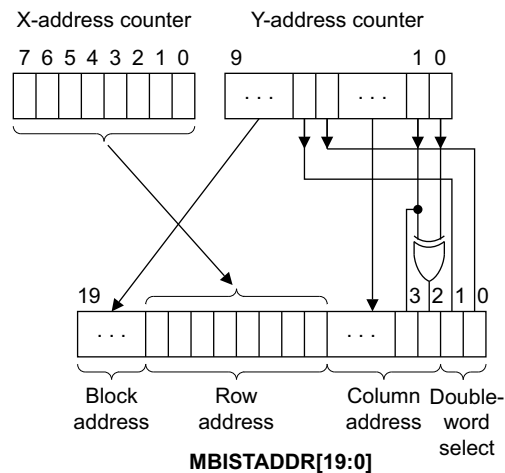 X-address counter Y-address counter
7 6 5 4 3 2 1 0 9 1 0
. . . . . .
19 3 2 1 0
. . . . . .
Block address Row address Column address Double-word select
MBISTADDR[19:0]